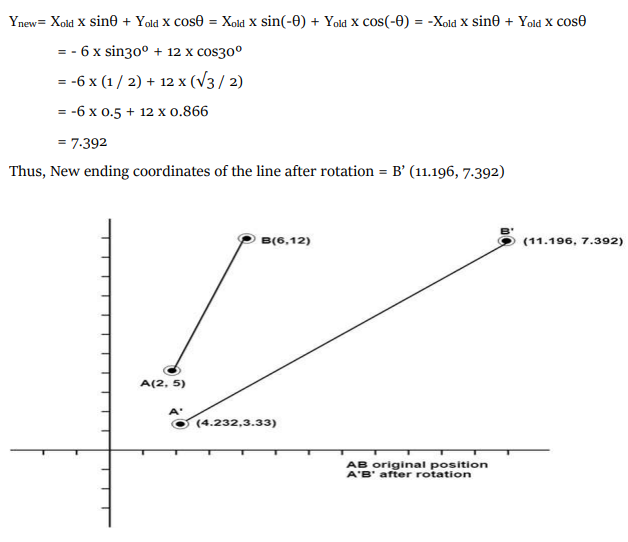 Ynew= Xold x sinθ + Yold x cosθ = Xold x sin(-θ) + Yold x cos(-θ) = -Xold x sinθ + Yold x cosθ
= - 6 x sin30⁰ + 12 x cos30⁰
= -6 x (1 / 2) + 12 x (√3 / 2)
= -6 x 0.5 + 12 x 0.866
= 7.392
Thus, New ending coordinates of the line after rotation = B’ (11.196, 7.392)
B'
B(6,12)
(11.196, 7.392)
A(2, 5)
A'
(4.232,3.33)
AB original position
A'B' after rotation